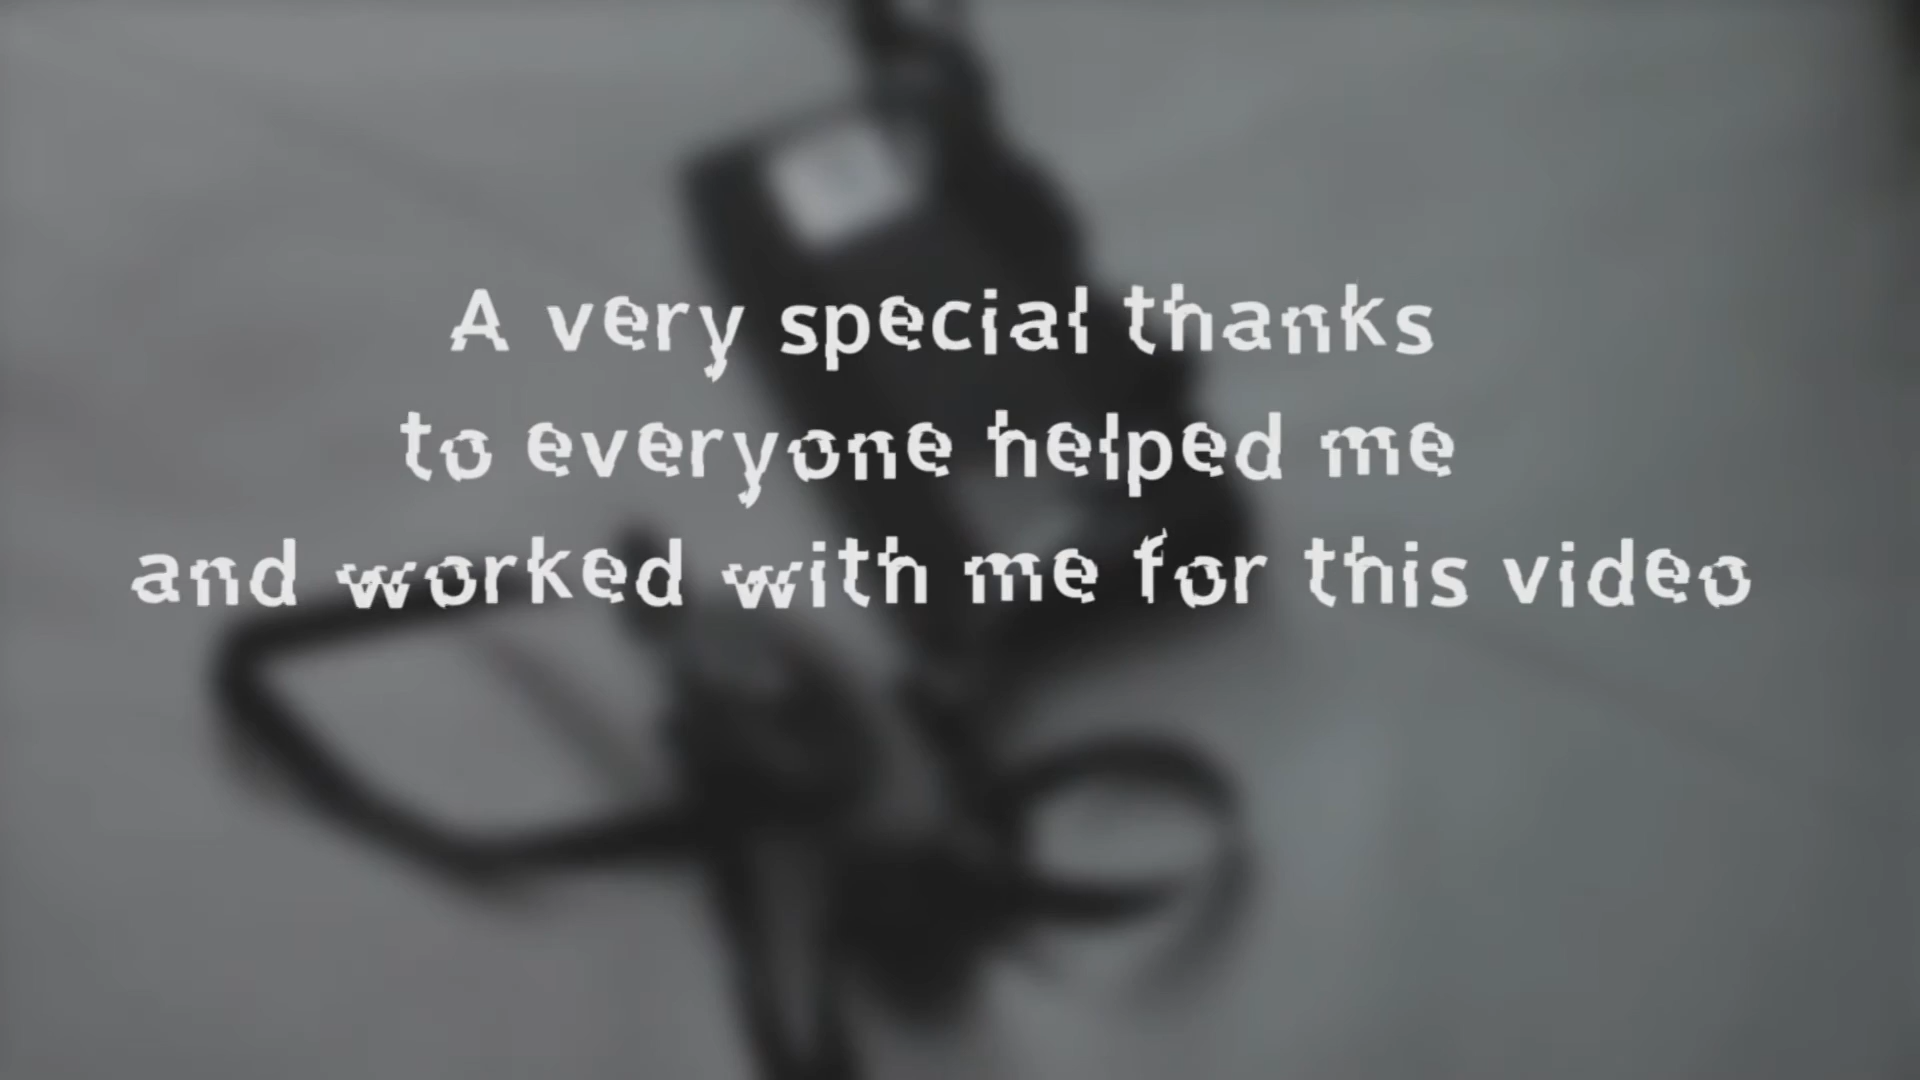 A very special thanks
to everyone helped me
and worked with me for this video